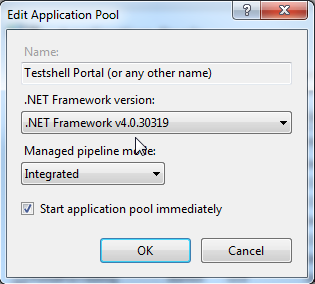 Edit Application Pool
Name:
Testshell Portal (or any other name)
.NET Framework version:
.NET Framework v4.0.30319
Managed pipeline mode:
Integrated
Start application pool immediately
OK
Cancel